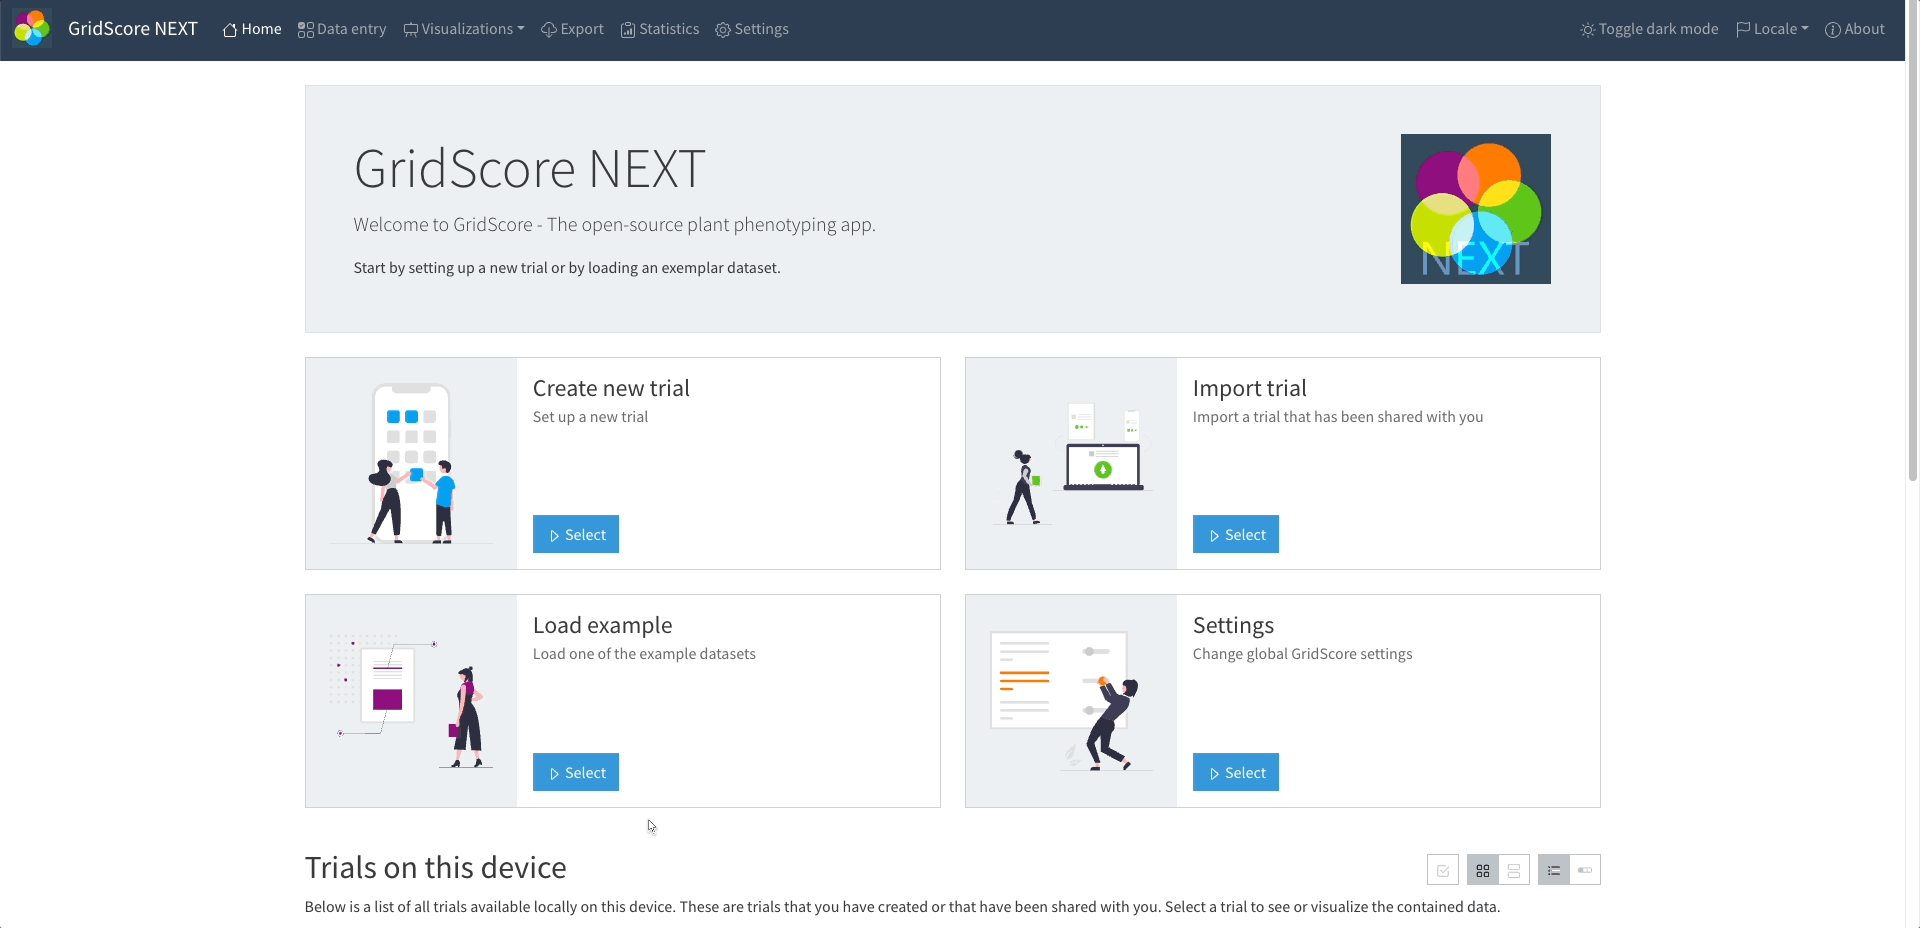 GridScore NEXT Home Data entry Visualizations Export Statistics Settings Toggle dark mode Locale About
GridScore NEXT
Welcome to GridScore - The open-source plant phenotyping app.
Start by setting up a new trial or by loading an exemplar dataset.
NEXT
Create new trial
Set up a new trial
Select
Import trial
Import a trial that has been shared with you
Select
Load example
Load one of the example datasets
Select
Settings
Change global GridScore settings
Select
Trials on this device
Below is a list of all trials available locally on this device. These are trials that you have created or that have been shared with you. Select a trial to see or visualize the contained data.